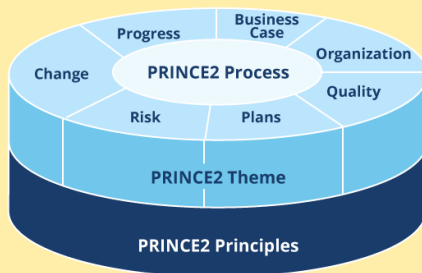 Business
Case
Progress
Organization
Change
PRINCE2 Process
Quality
Risk
Plans
PRINCE2 Theme
PRINCE2 Principles